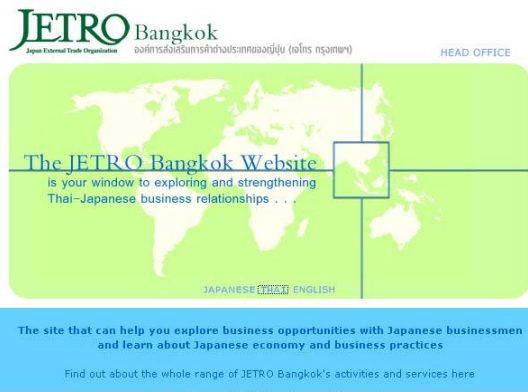 JETRO Bangkok
Japan External Trade Organization
องค์การส่งเสริมการค้าต่างประเทศของญี่ปุ่น (เจโทร กรุงเทพฯ)
HEAD OFFICE
The JETRO Bangkok Website
is your window to exploring and strengthening
Thai-Japanese business relationships . . .
JAPANESE THAI ENGLISH
The site that can help you explore business opportunities with Japanese businessmen
and learn about Japanese economy and business practices
Find out about the whole range of JETRO Bangkok's activities and services here